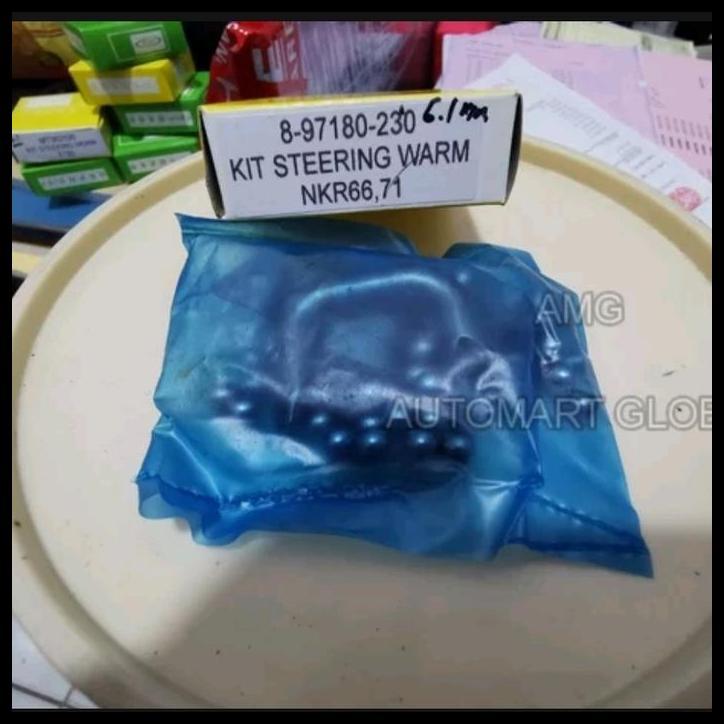 8-97180-230 6.1mm
KIT STEERING WARM
NKR66,71
AMG
AUTOMART GLOB